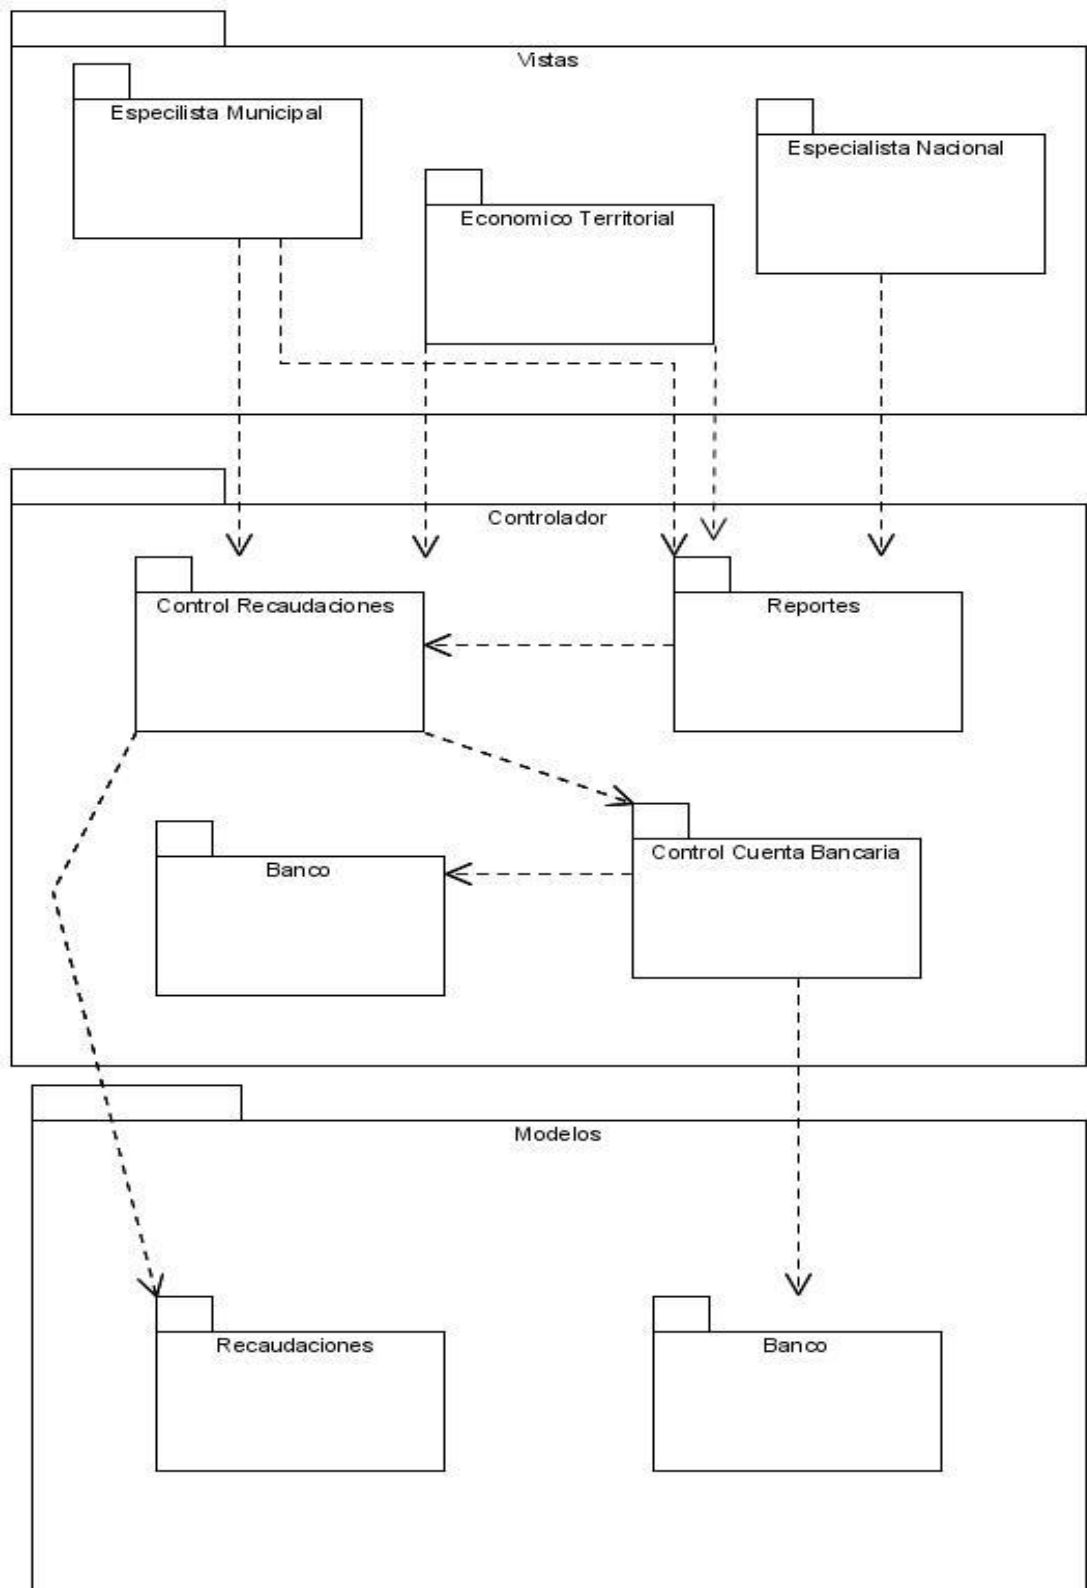 Vistas
Especilista Municipal
Especialista Nacional
Economico Territorial
Controlador
Control Recaudaciones
Reportes
Control Cuenta Bancaria
Banco
Modelos
Recaudaciones
Banco